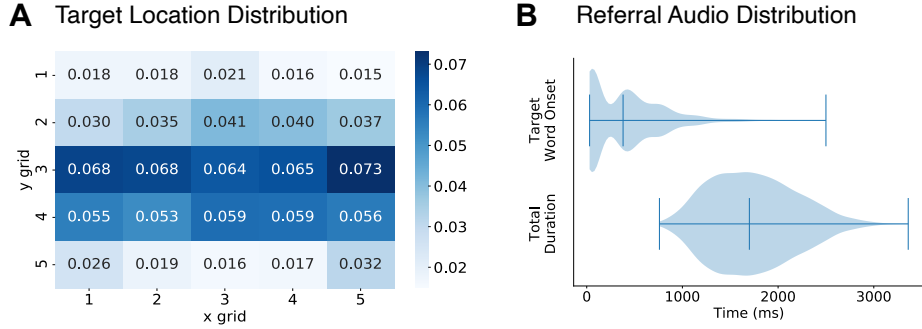 A Target Location Distribution
1 0.018 0.018 0.021 0.016 0.015
2 0.030 0.035 0.041 0.040 0.037
3 0.068 0.068 0.064 0.065 0.073
4 0.055 0.053 0.059 0.059 0.056
5 0.026 0.019 0.016 0.017 0.032
y grid
1 2 3 4 5
x grid
0.07
0.06
0.05
0.04
0.03
0.02
B Referral Audio Distribution
Target
Word Onset
Total
Duration
0 1000 2000 3000
Time (ms)